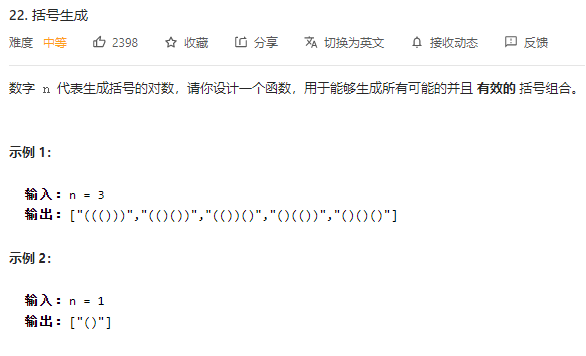 22. 括号生成
难度 中等 2398 收藏 分享 切换为英文 接收动态 反馈
数字 n 代表生成括号的对数，请你设计一个函数，用于能够生成所有可能的并且 有效的 括号组合。
示例 1：
输入：n = 3
输出：["((()))","(()())","(())()","()(())","()()()"]
示例 2：
输入：n = 1
输出：["()"]